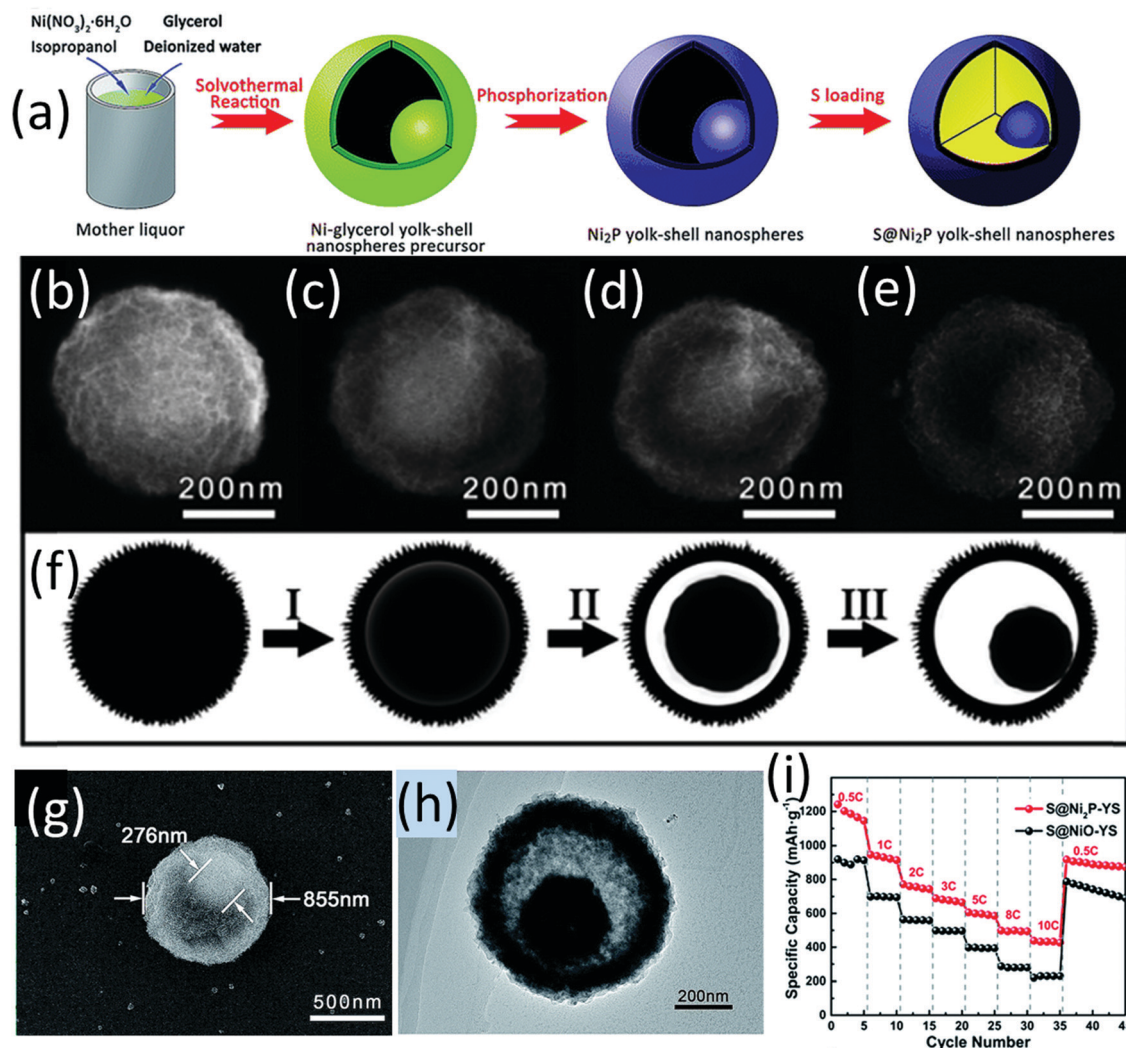 Ni(NO₃)₂·6H₂O Glycerol
Isopropanol Deionized water
(a)
Solvothermal
Reaction
Phosphorization
S loading
Mother liquor
Ni-glycerol yolk-shell
nanospheres precursor
Ni₂P yolk-shell nanospheres
S@Ni₂P yolk-shell nanospheres
(b)
200nm
(c)
200nm
(d)
200nm
(e)
200nm
(f)
I
II
III
(g)
276nm
855nm
500nm
(h)
200nm
(i)
Specific Capacity (mAh·g⁻¹)
1200
1000
800
600
400
200
0
0.5C
1C
2C
3C
5C
8C
10C
0.5C
S@Ni₂P-YS
S@NiO-YS
0 5 10 15 20 25 30 35 40 45
Cycle Number